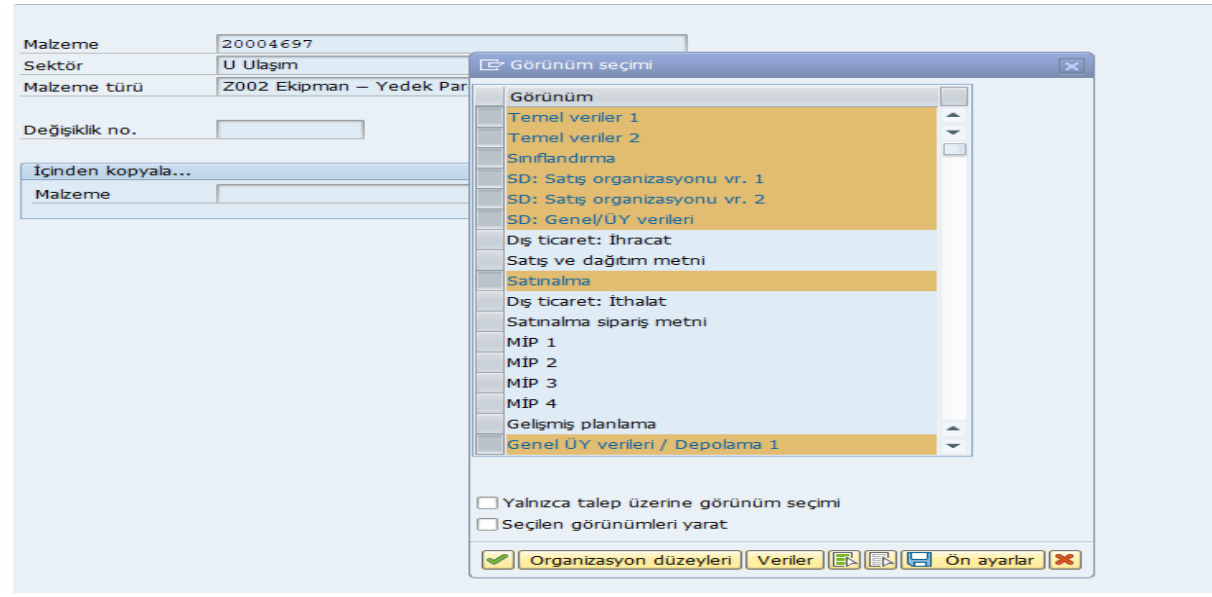 Malzeme 20004697
Sektör U Ulaşım
Malzeme türü Z002 Ekipman – Yedek Par
Değişiklik no.
İçinden kopyala...
Malzeme
Görünüm seçimi
Görünüm
Temel veriler 1
Temel veriler 2
Sınıflandırma
SD: Satış organizasyonu vr. 1
SD: Satış organizasyonu vr. 2
SD: Genel/ÜY verileri
Dış ticaret: İhracat
Satış ve dağıtım metni
Satınalma
Dış ticaret: İthalat
Satınalma sipariş metni
MİP 1
MİP 2
MİP 3
MİP 4
Gelişmiş planlama
Genel ÜY verileri / Depolama 1
Yalnızca talep üzerine görünüm seçimi
Seçilen görünümleri yarat
Organizasyon düzeyleri Veriler Ön ayarlar